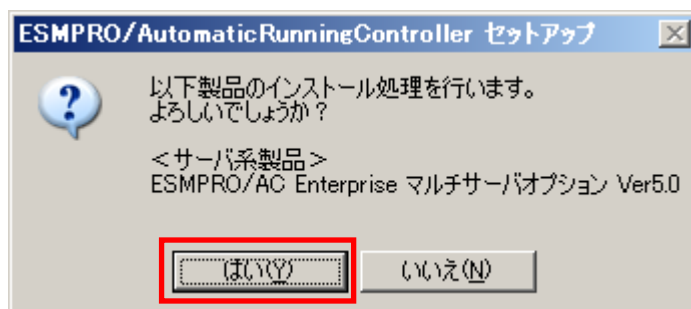 ESMPRO/AutomaticRunningController セットアップ
以下製品のインストール処理を行います。
よろしいでしょうか？
＜サーバ系製品＞
ESMPRO/AC Enterprise マルチサーバオプション Ver5.0
はい(Y)
いいえ(N)